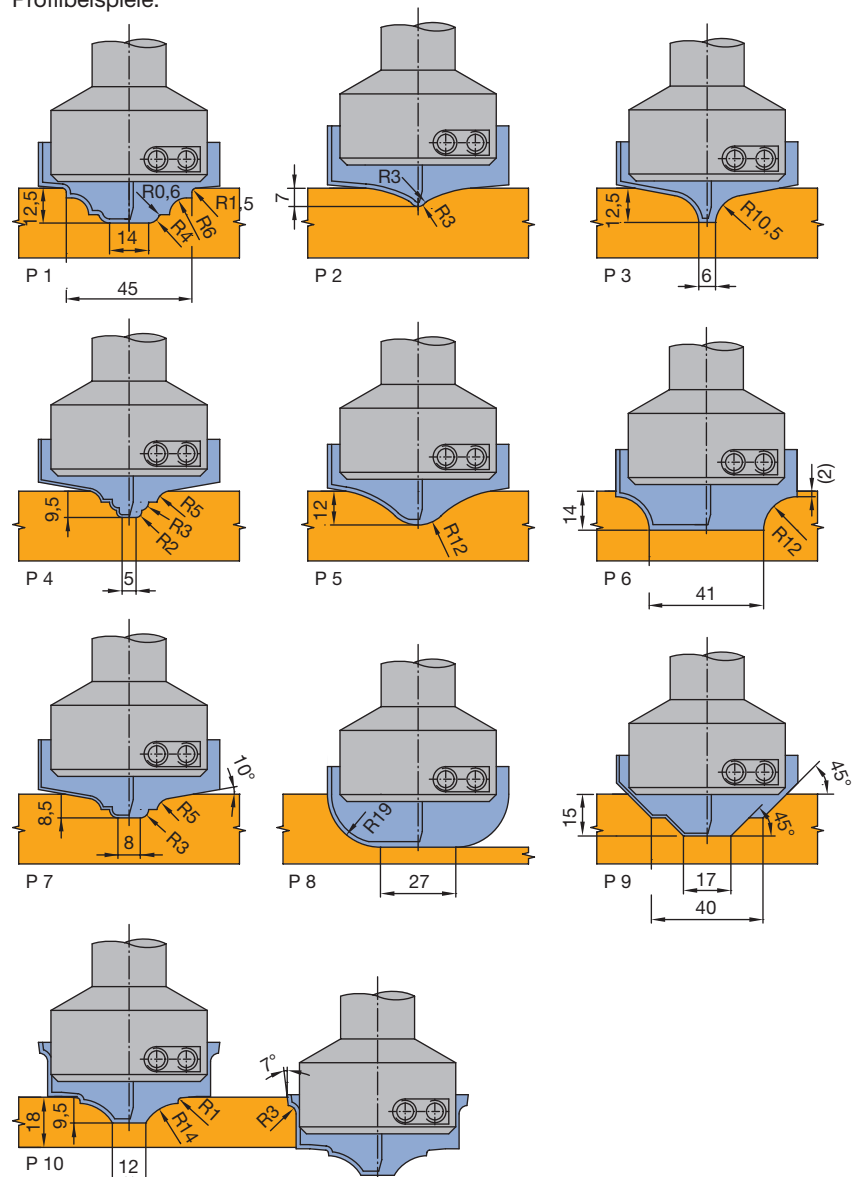 Profilbeispiele:
12,5
R0,6
R1,5
R6
R4
14
P 1
45
7
R3
R3
P 2
12,5
R10,5
P 3
6
9,5
R5
R3
R2
P 4
5
12
R12
P 5
(2)
14
R12
P 6
41
10°
8,5
R5
R3
8
P 7
R19
P 8
27
45°
15
45°
P 9
17
40
18
9,5
R1
R14
P 10
12
7°
R3